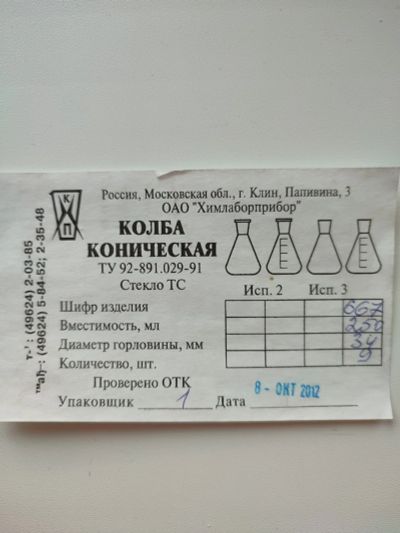 КХП
Россия, Московская обл., г. Клин, Папивина, 3
ОАО "Химлаборприбор"
КОЛБА
КОНИЧЕСКАЯ
ТУ 92-891.029-91
Стекло ТС
Исп. 2 Исп. 3
Шифр изделия 667
Вместимость, мл 250
Диаметр горловины, мм 34
Количество, шт. 9
Проверено ОТК
Упаковщик 1 Дата 8 - ОКТ 2012
: (49624) 2-03-85
: (49624) 5-84-52; 2-35-48